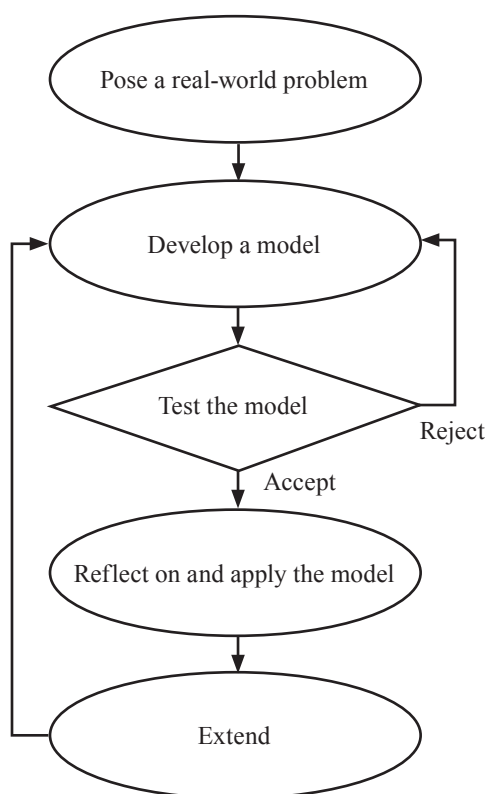 Pose a real-world problem
Develop a model
Test the model
Reject
Accept
Reflect on and apply the model
Extend